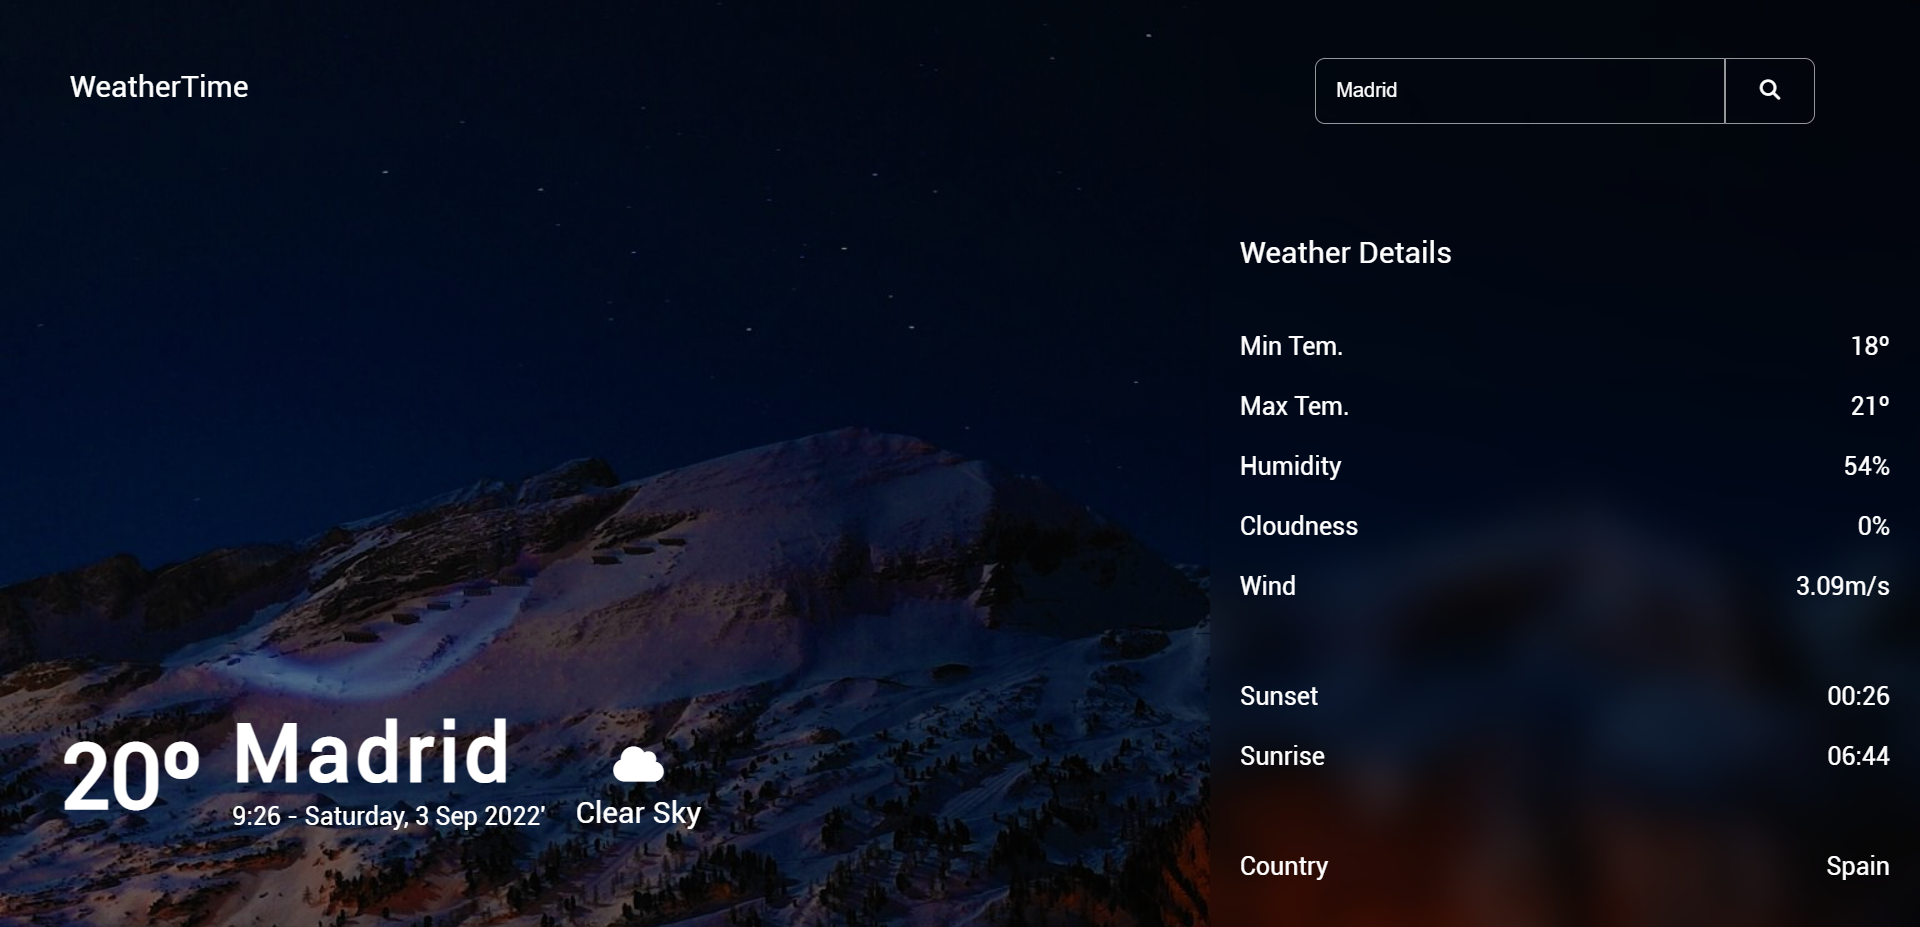 WeatherTime
Madrid
Weather Details
Min Tem. 18º
Max Tem. 21º
Humidity 54%
Cloudness 0%
Wind 3.09m/s
Sunset 00:26
Sunrise 06:44
Country Spain
20º
Madrid
9:26 - Saturday, 3 Sep 2022'
Clear Sky